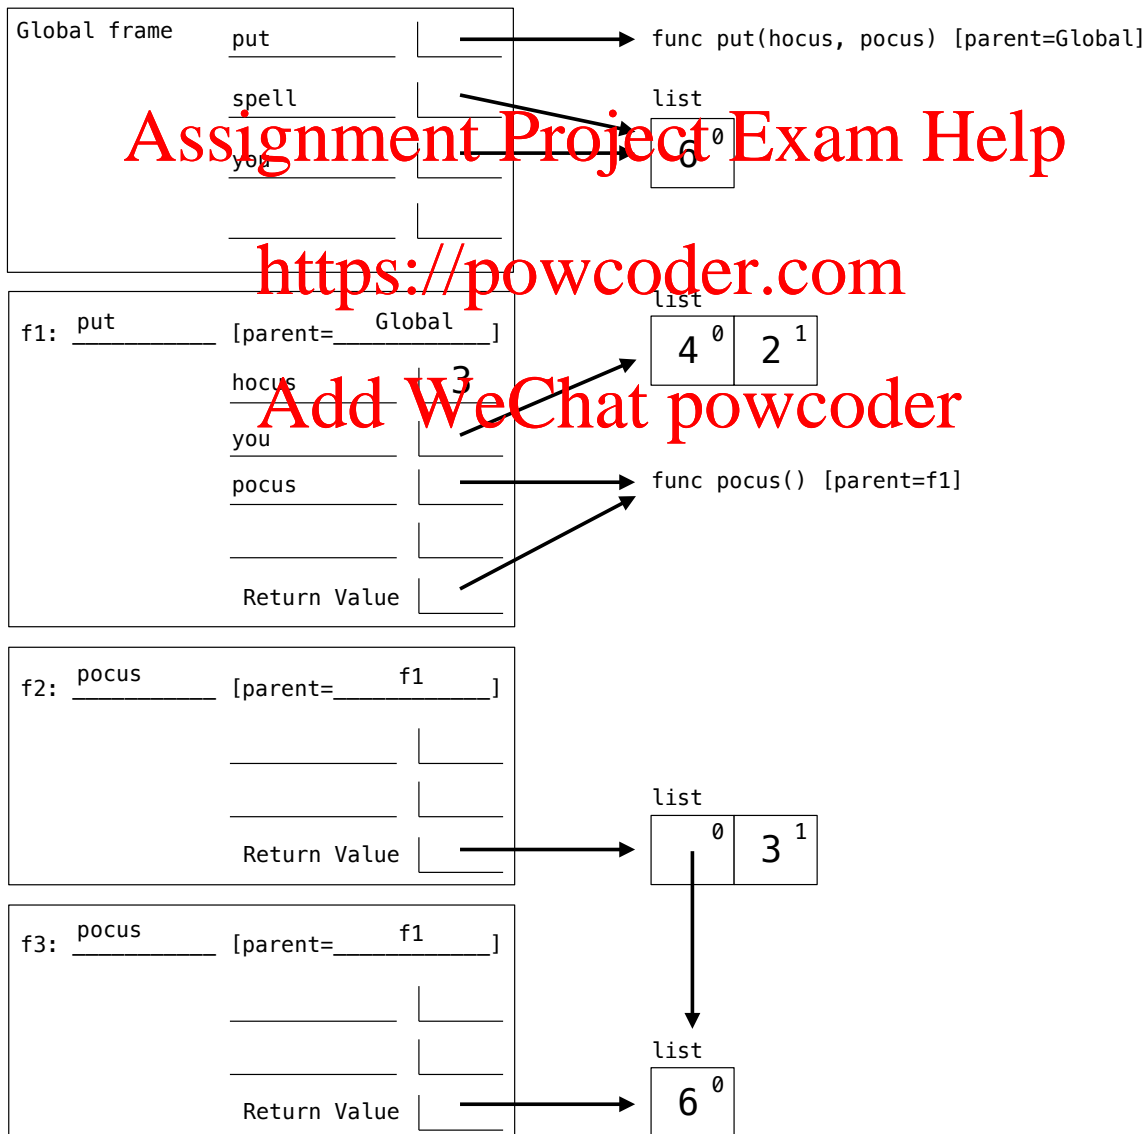 Global frame
put
func put(hocus, pocus) [parent=Global]
spell
list
Assignment Project Exam Help
you
6 0
https://powcoder.com
list
f1: put [parent=Global]
4 0 2 1
hocus 3
Add WeChat powcoder
you
pocus
func pocus() [parent=f1]
Return Value
f2: pocus [parent=f1]
list
0 3 1
Return Value
f3: pocus [parent=f1]
list
6 0
Return Value